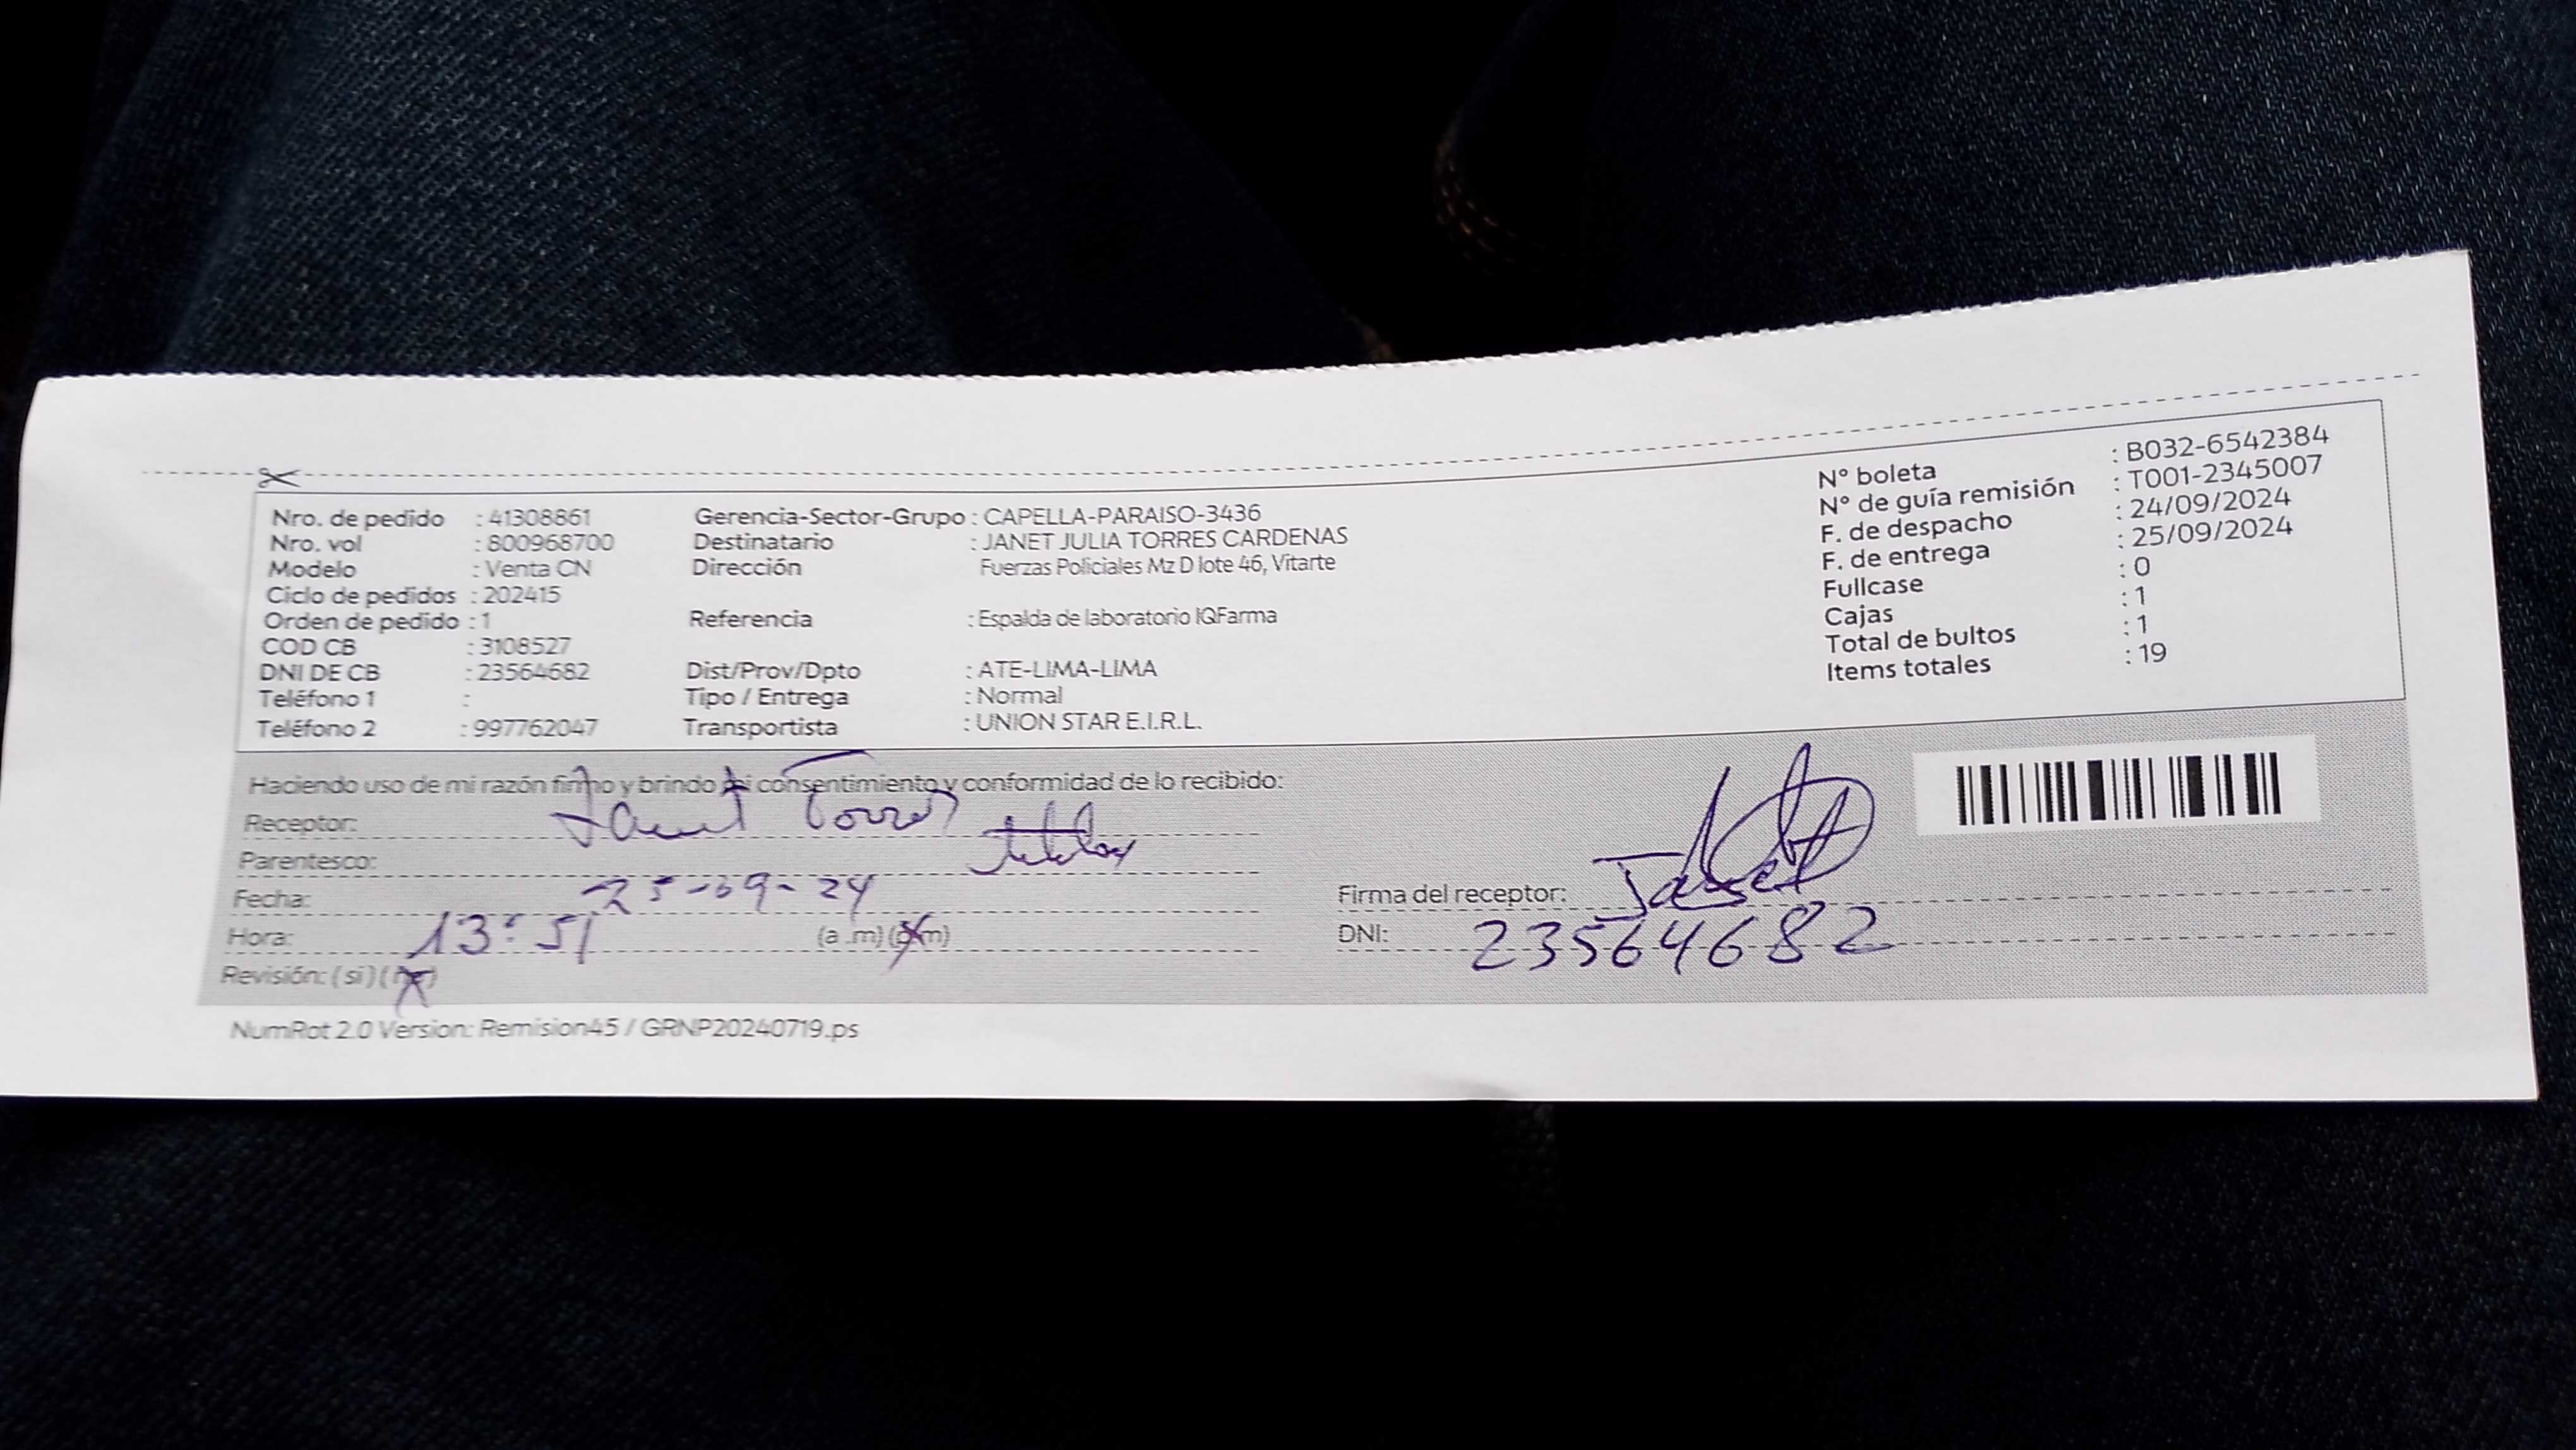 Nro. de pedido : 41308861
Nro. vol : 800968700
Modelo : Venta CN
Ciclo de pedidos : 202415
Orden de pedido : 1
COD CB : 3108527
DNI DE CB : 23564682
Teléfono 1 :
Teléfono 2 : 997762047
Gerencia-Sector-Grupo : CAPELLA-PARAISO-3436
Destinatario : JANET JULIA TORRES CARDENAS
Dirección Fuerzas Policiales Mz D lote 46, Vitarte
Referencia : Espalda de laboratorio IQFarma
Dist/Prov/Dpto : ATE-LIMA-LIMA
Tipo / Entrega : Normal
Transportista : UNION STAR E.I.R.L.
N° boleta : B032-6542384
N° de guía remisión : T001-2345007
F. de despacho : 24/09/2024
F. de entrega : 25/09/2024
Fullcase : 0
Cajas : 1
Total de bultos : 1
Items totales : 19
Haciendo uso de mi razón firmo y brindo mi consentimiento y conformidad de lo recibido:
Receptor: Janet Torres
Parentesco: titular
Fecha: 25-09-24
Hora: 13:51 (a.m) (p.m)
Revisión: (si) (no)
Firma del receptor: Janet
DNI: 23564682
NumRot 2.0 Version: Remision45 / GRNP20240719.ps